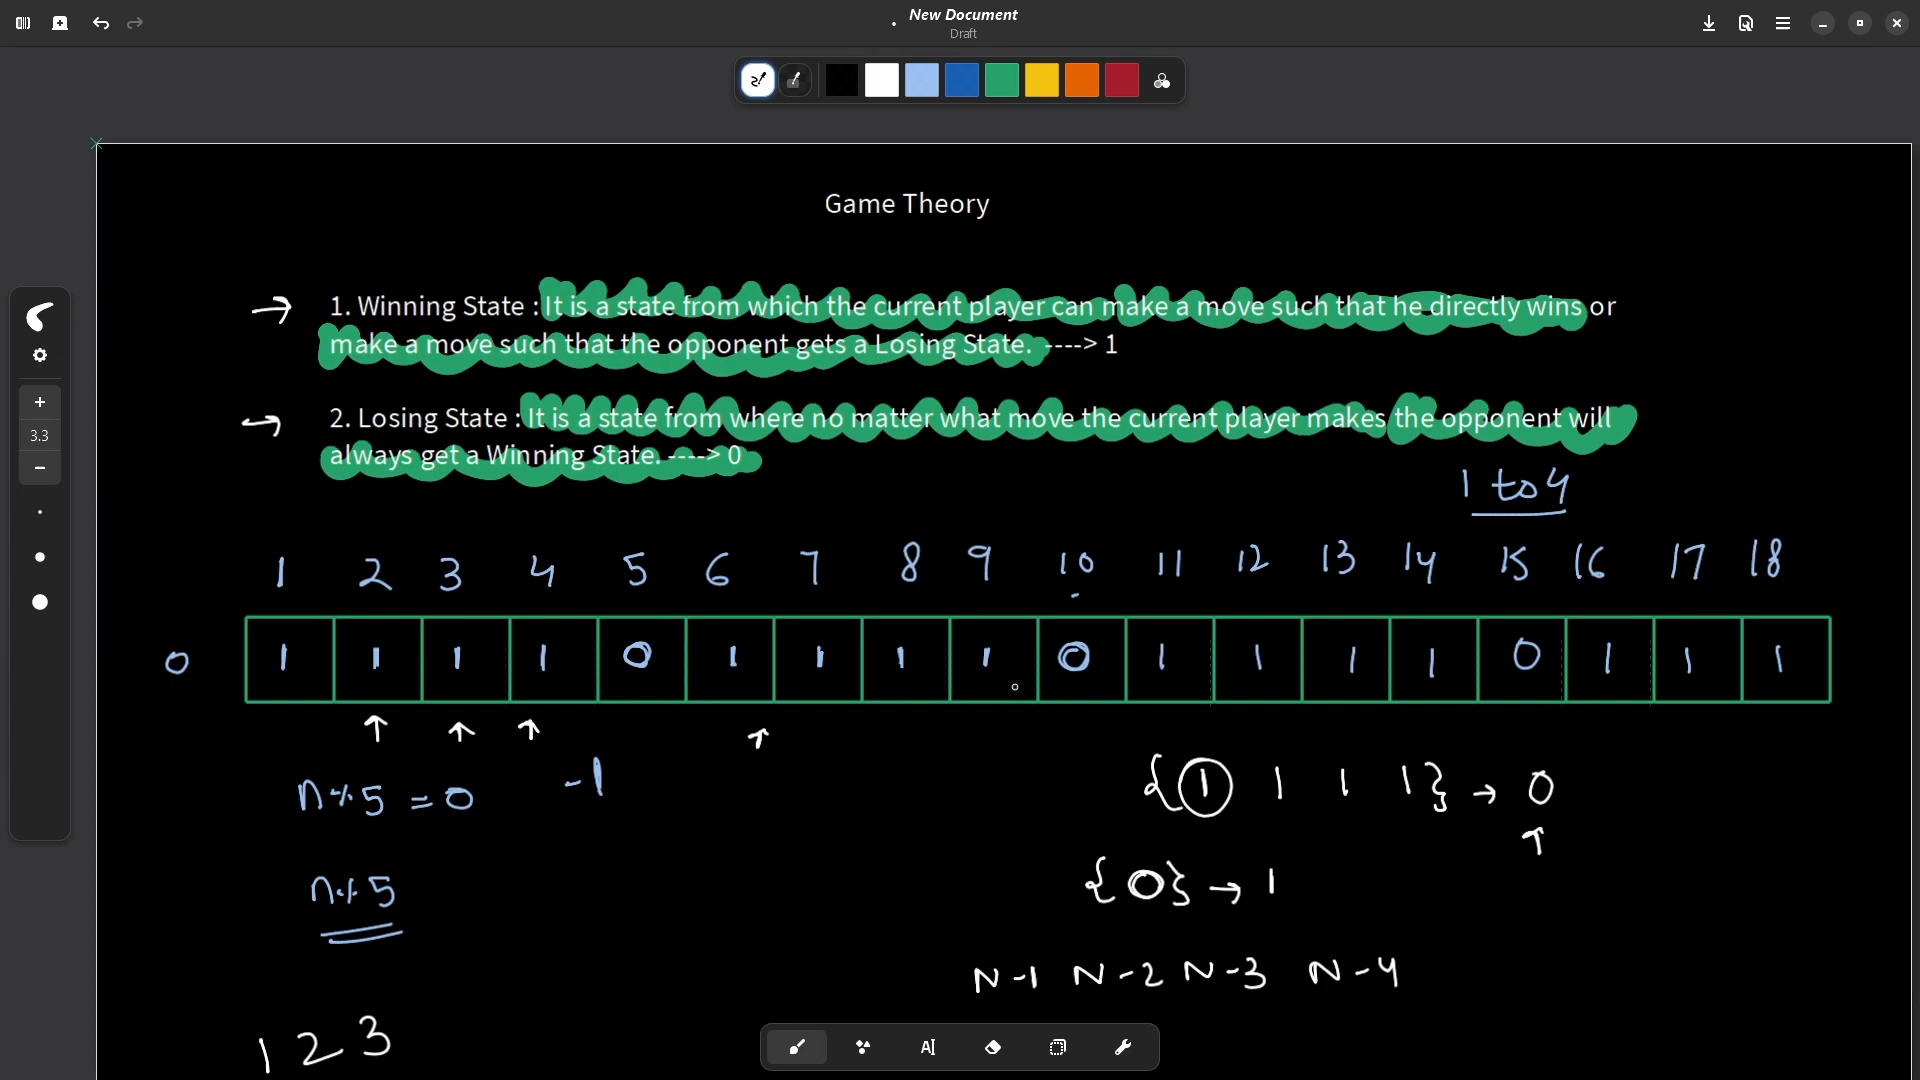 New Document
Draft
Game Theory
1. Winning State : It is a state from which the current player can make a move such that he directly wins or
make a move such that the opponent gets a Losing State. ----> 1
2. Losing State : It is a state from where no matter what move the current player makes the opponent will
always get a Winning State. ----> 0
1 to 4
1 2 3 4 5 6 7 8 9 10 11 12 13 14 15 16 17 18
0 1 1 1 1 0 1 1 1 1 0 1 1 1 1 0 1 1 1
↑ ↑ ↑ ↑
n%5 = 0 -1
{1 1 1 1} → 0
↑
n%5
{0} → 1
N-1 N-2 N-3 N-4
1 2 3
3.3
AI